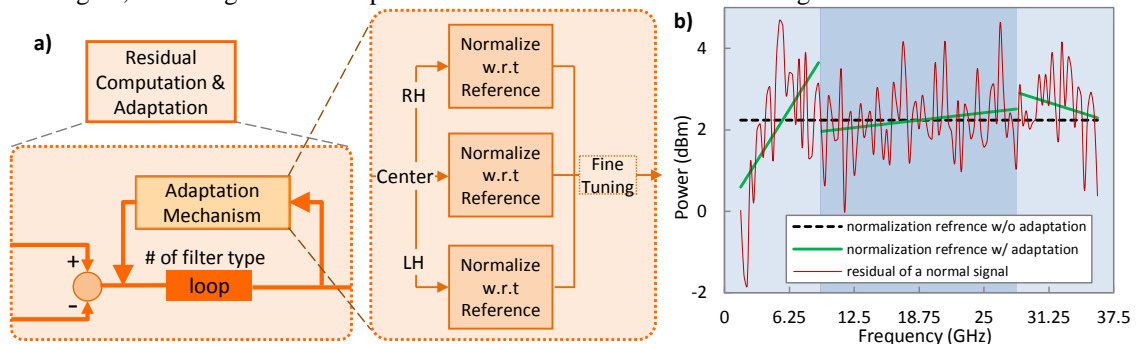 a)
Residual
Computation &
Adaptation
Adaptation
Mechanism
# of filter type
loop
+
-
RH
Center
LH
Normalize
w.r.t
Reference
Normalize
w.r.t
Reference
Normalize
w.r.t
Reference
Fine
Tuning
b)
Power (dBm)
4
2
0
-2
normalization refrence w/o adaptation
normalization refrence w/ adaptation
residual of a normal signal
0 6.25 12.5 18.75 25 31.25 37.5
Frequency (GHz)